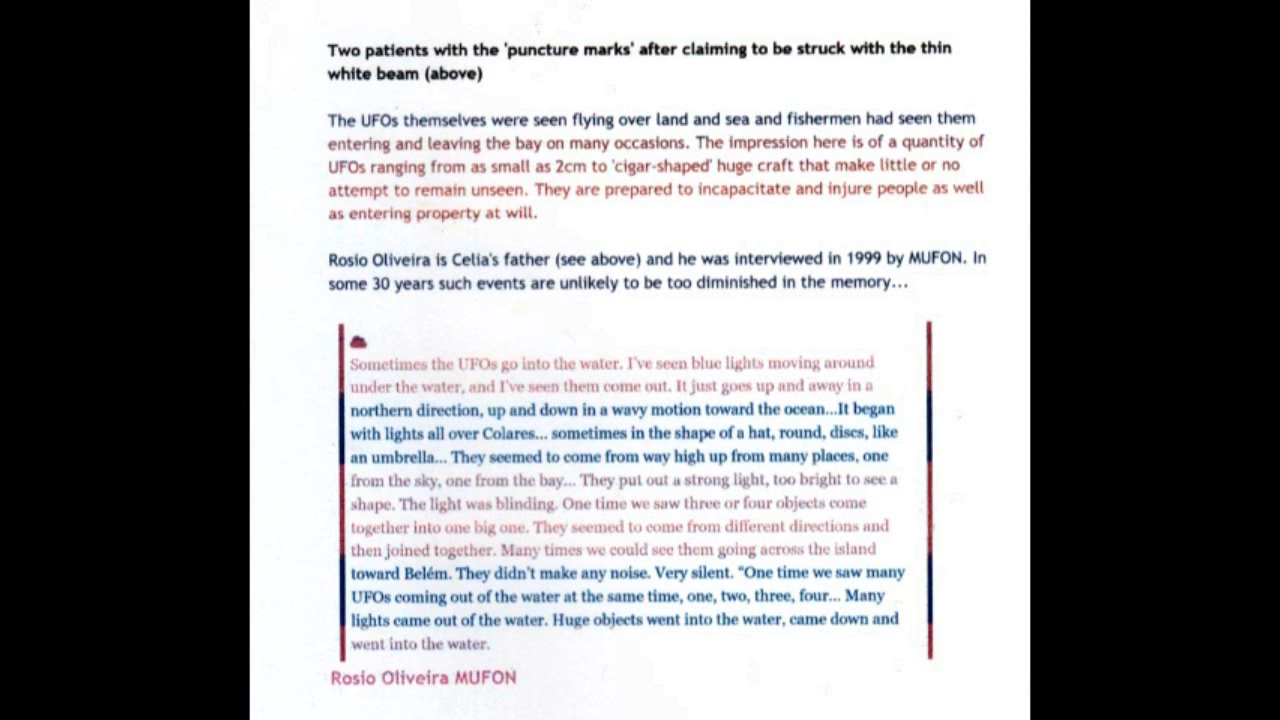 Two patients with the 'puncture marks' after claiming to be struck with the thin
white beam (above)
The UFOs themselves were seen flying over land and sea and fishermen had seen them
entering and leaving the bay on many occasions. The impression here is of a quantity of
UFOs ranging from as small as 2cm to 'cigar-shaped' huge craft that make little or no
attempt to remain unseen. They are prepared to incapacitate and injure people as well
as entering property at will.
Rosio Oliveira is Celia's father (see above) and he was interviewed in 1999 by MUFON. In
some 30 years such events are unlikely to be too diminished in the memory...
Sometimes the UFOs go into the water. I've seen blue lights moving around
under the water, and I've seen them come out. It just goes up and away in a
northern direction, up and down in a wavy motion toward the ocean...It began
with lights all over Colares... sometimes in the shape of a hat, round, discs, like
an umbrella... They seemed to come from way high up from many places, one
from the sky, one from the bay... They put out a strong light, too bright to see a
shape. The light was blinding. One time we saw three or four objects come
together into one big one. They seemed to come from different directions and
then joined together. Many times we could see them going across the island
toward Belém. They didn't make any noise. Very silent. "One time we saw many
UFOs coming out of the water at the same time, one, two, three, four... Many
lights came out of the water. Huge objects went into the water, came down and
went into the water.
Rosio Oliveira MUFON